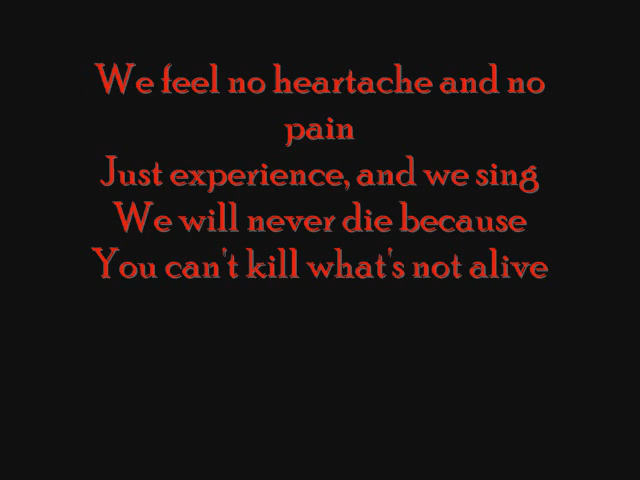 We feel no heartache and no
pain
Just experience, and we sing
We will never die because
You can't kill what's not alive